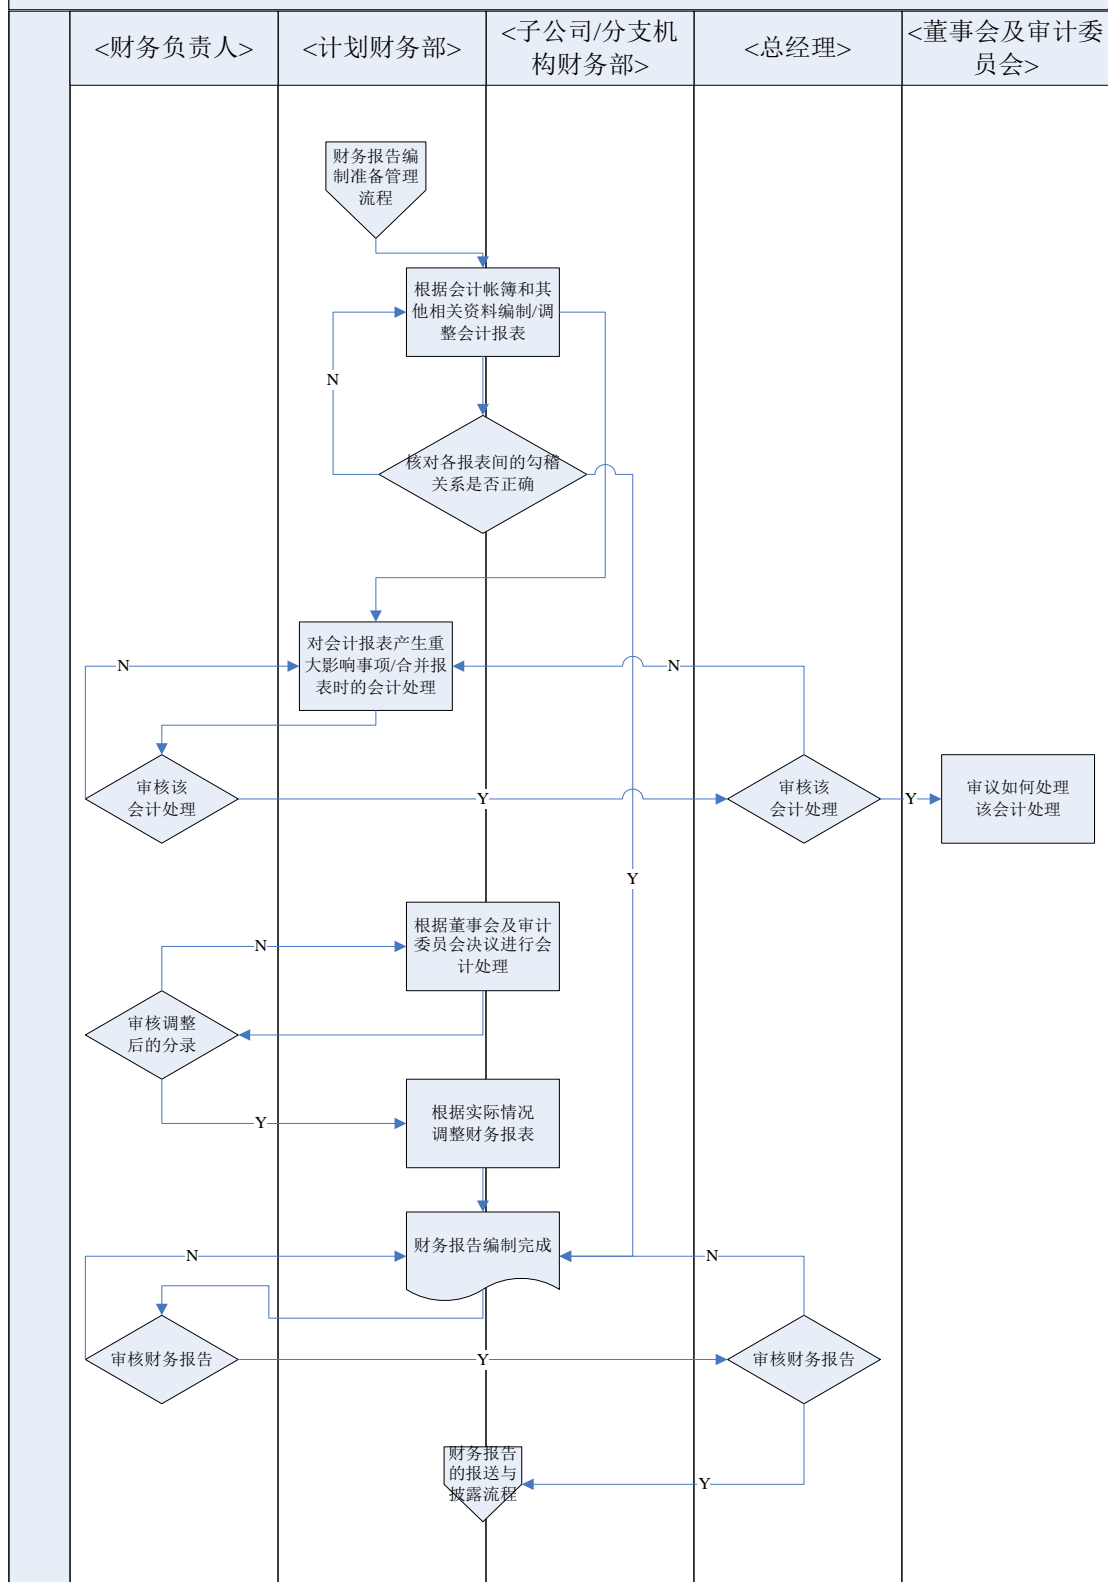 <财务负责人>
<计划财务部>
<子公司/分支机
构财务部>
<总经理>
<董事会及审计委
员会>
财务报告编
制准备管理
流程
根据会计帐簿和其
他相关资料编制/调
整会计报表
N
核对各报表间的勾稽
关系是否正确
对会计报表产生重
大影响事项/合并报
表时的会计处理
N
N
审核该
会计处理
Y
审核该
会计处理
Y
审议如何处理
该会计处理
Y
根据董事会及审计
委员会决议进行会
计处理
N
审核调整
后的分录
Y
根据实际情况
调整财务报表
财务报告编制完成
N
N
审核财务报告
Y
审核财务报告
财务报告
的报送与
披露流程
Y